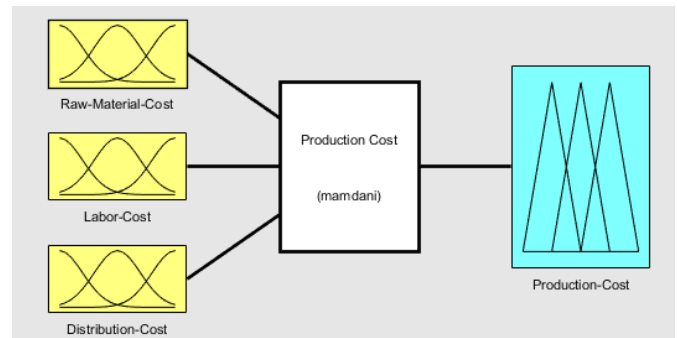 Raw-Material-Cost
Labor-Cost
Distribution-Cost
Production Cost
(mamdani)
Production-Cost